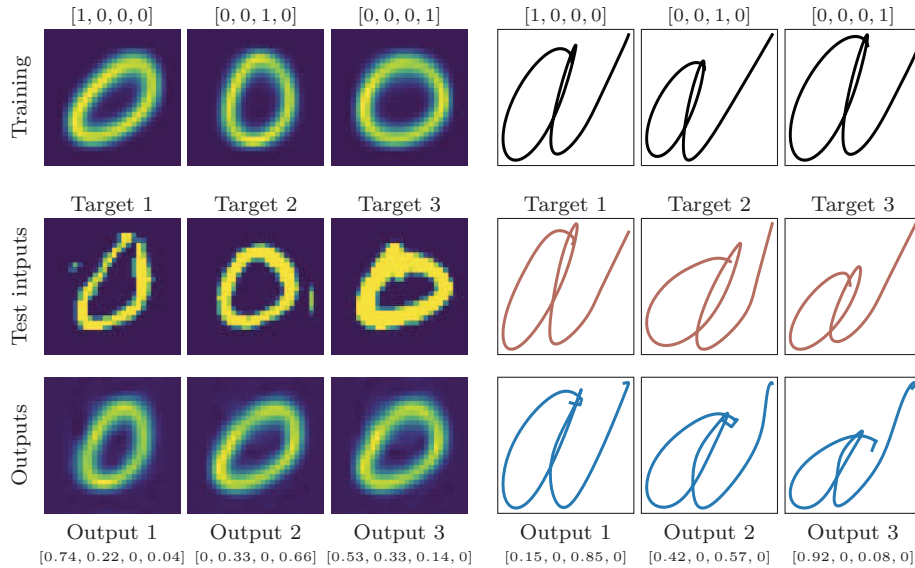 [1, 0, 0, 0] [0, 0, 1, 0] [0, 0, 0, 1] [1, 0, 0, 0] [0, 0, 1, 0] [0, 0, 0, 1]
Training
Target 1 Target 2 Target 3 Target 1 Target 2 Target 3
Test intputs
Outputs
Output 1 Output 2 Output 3 Output 1 Output 2 Output 3
[0.74, 0.22, 0, 0.04] [0, 0.33, 0, 0.66] [0.53, 0.33, 0.14, 0] [0.15, 0, 0.85, 0] [0.42, 0, 0.57, 0] [0.92, 0, 0.08, 0]